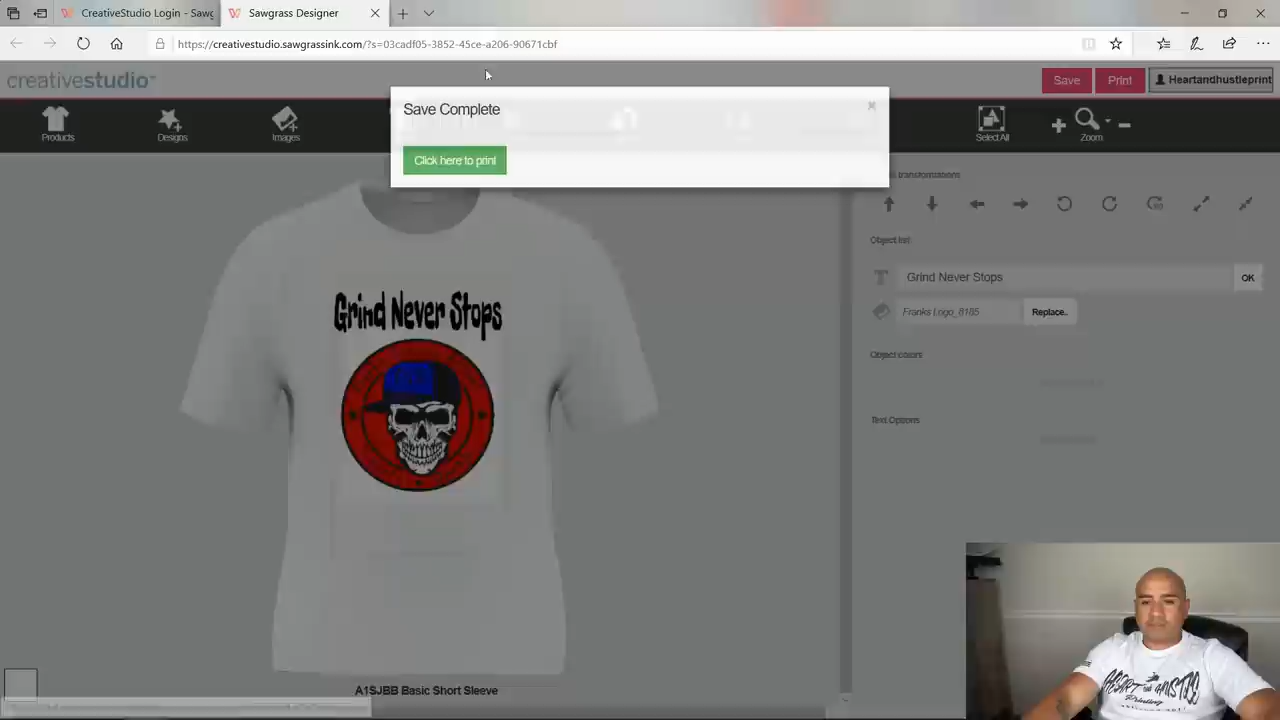 CreativeStudio Login - Sawg
Sawgrass Designer
https://creativestudio.sawgrassink.com/?s=03cadf05-3852-45ce-a206-90671cbf
creativestudio
Save
Print
Heartandhustleprint
Save Complete
Click here to print
Products
Designs
Images
Select All
Zoom
transformations
Object list
Grind Never Stops
OK
Franks Logo_8185
Replace..
Object colors
Text Options
Grind Never Stops
A1SJBB Basic Short Sleeve
Printing